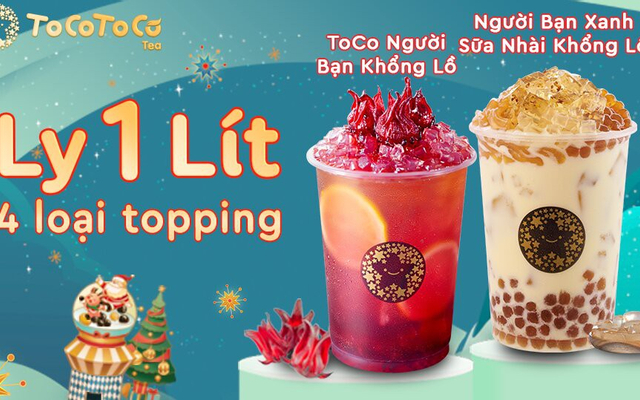 ToCoToCo
Tea
Ly 1 Lít
4 loại topping
ToCo Người
Bạn Khổng Lồ
Người Bạn Xanh
Sữa Nhài Khổng Lồ